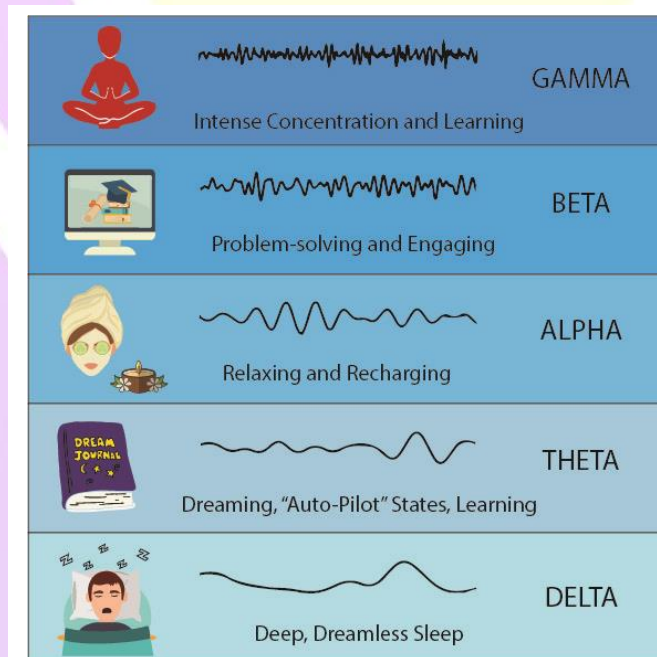 GAMMA
Intense Concentration and Learning
BETA
Problem-solving and Engaging
ALPHA
Relaxing and Recharging
DREAM
JOURNAL
THETA
Dreaming, “Auto-Pilot” States, Learning
z z z z z
DELTA
Deep, Dreamless Sleep